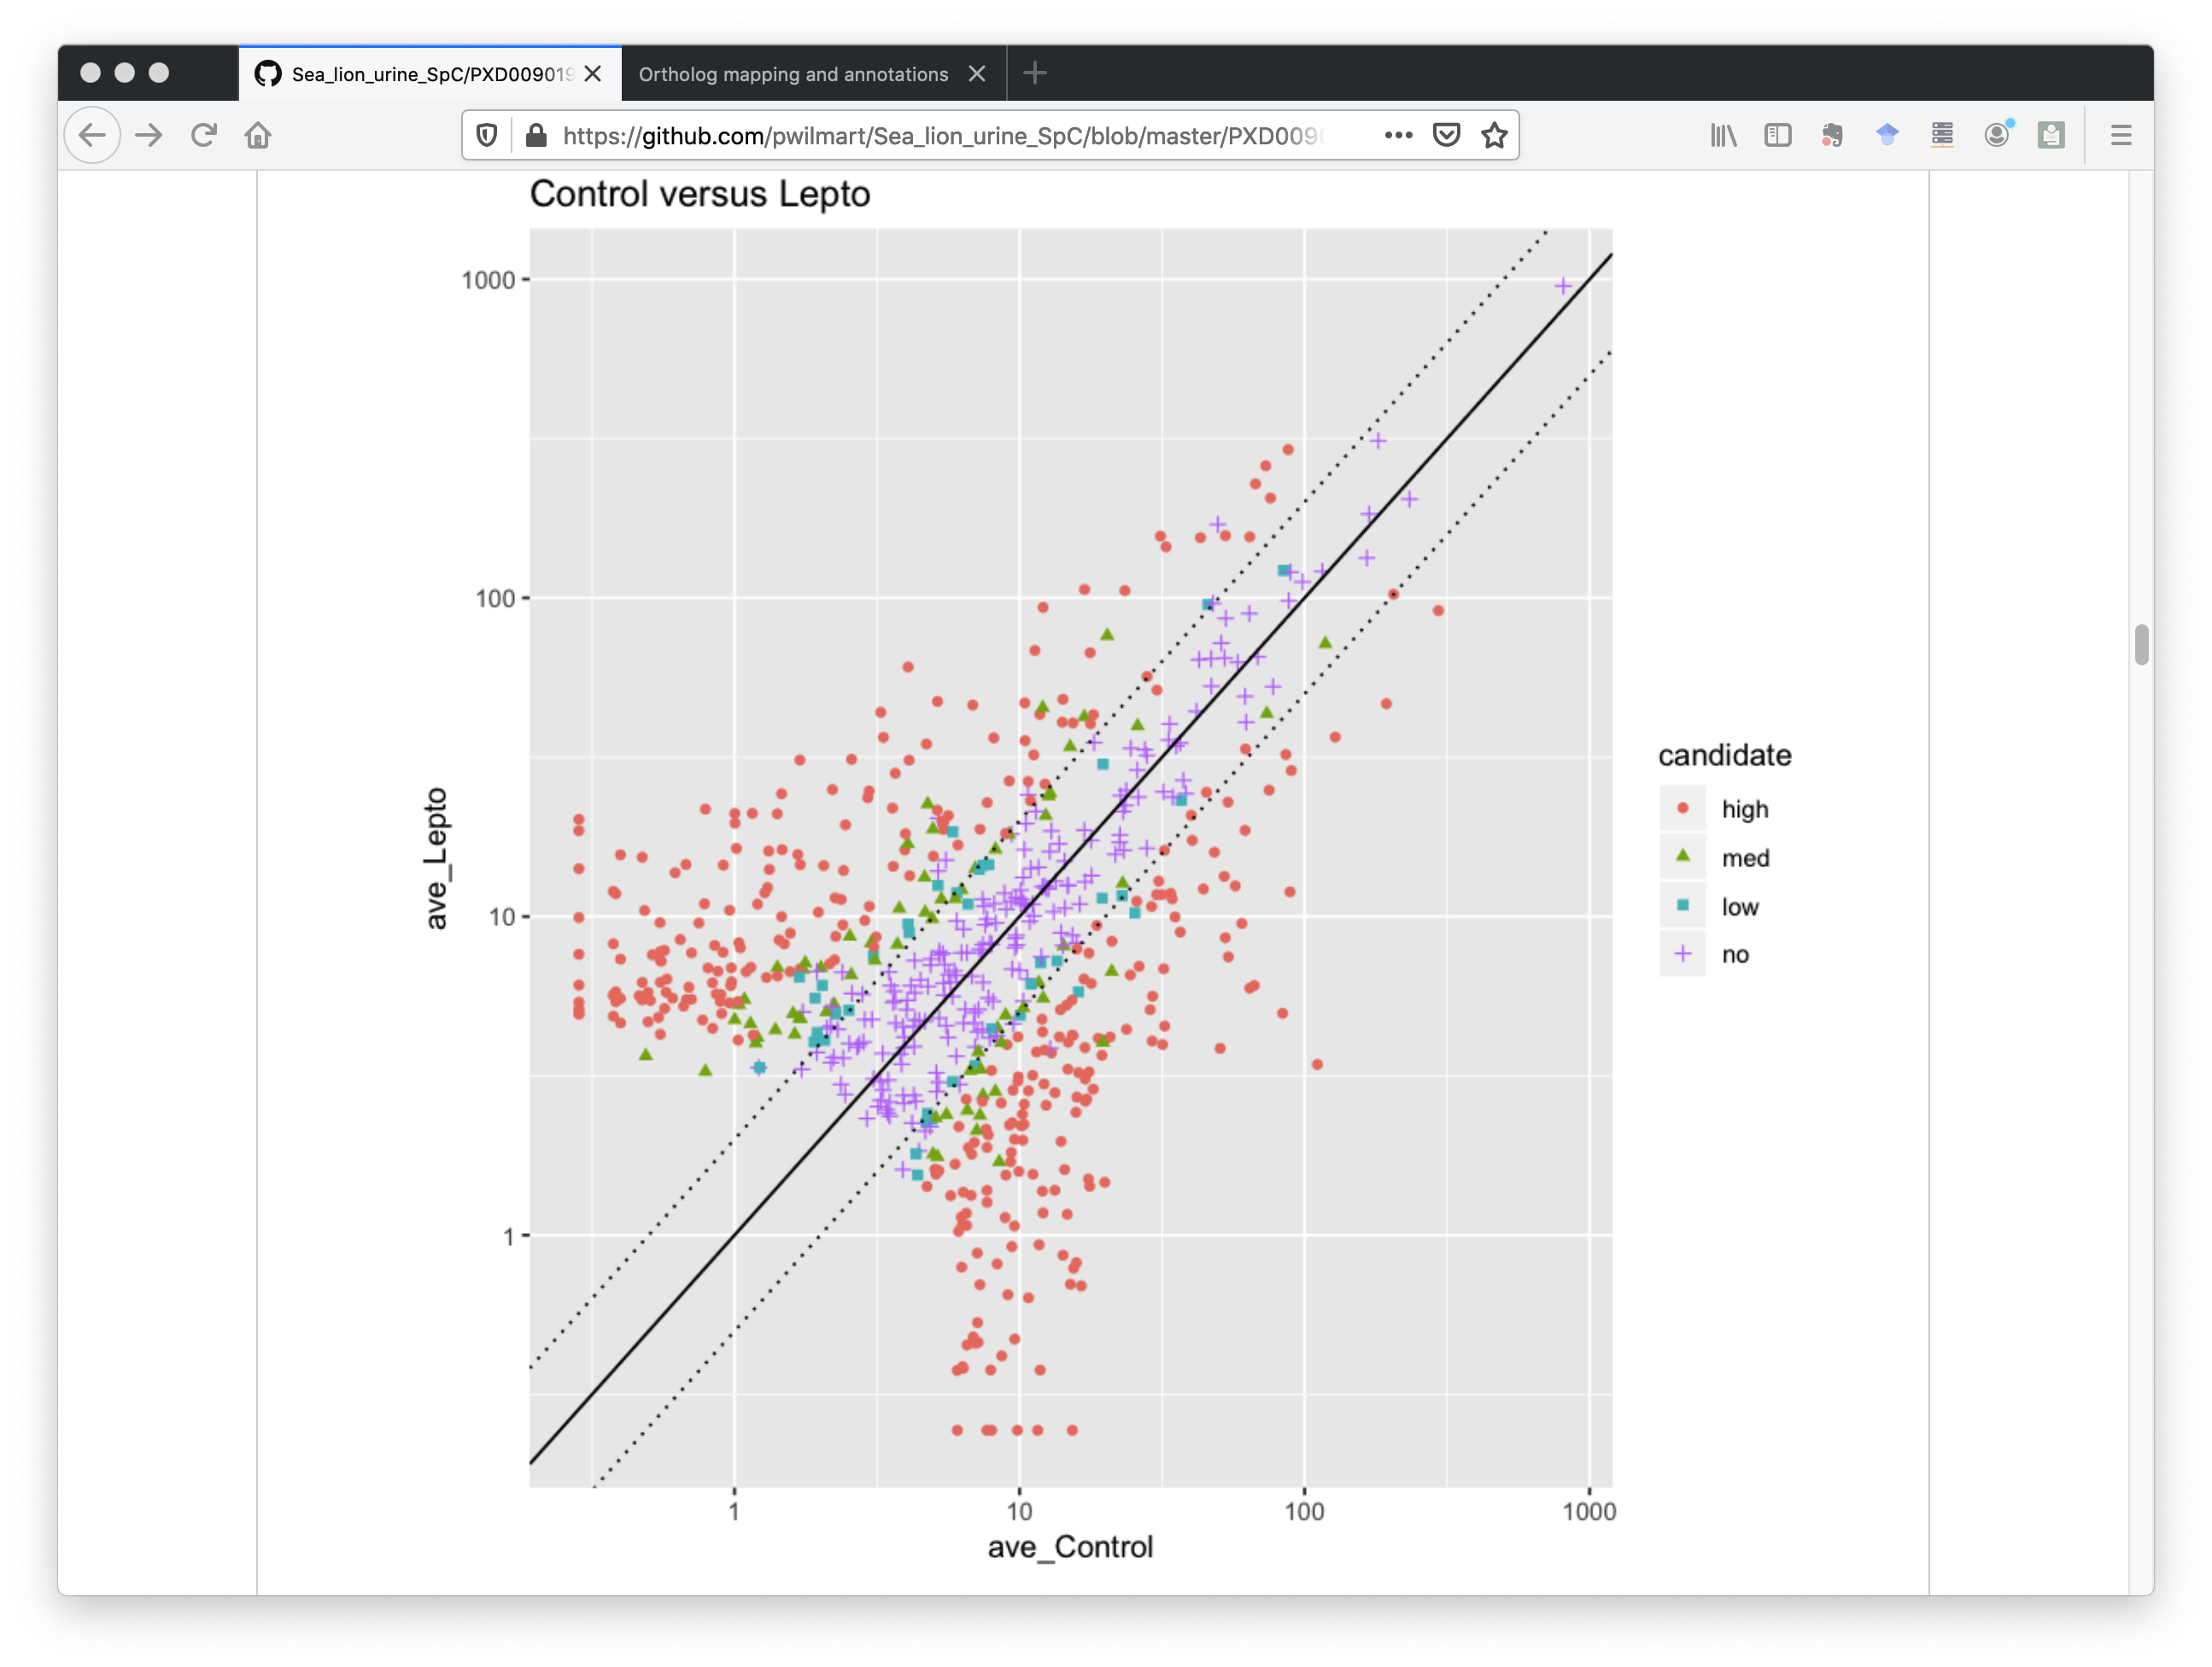 Sea_lion_urine_SpC/PXD009019
Ortholog mapping and annotations
https://github.com/pwilmart/Sea_lion_urine_SpC/blob/master/PXD009
Control versus Lepto
1000
100
10
1
ave_Lepto
1
10
100
1000
ave_Control
candidate
high
med
low
no